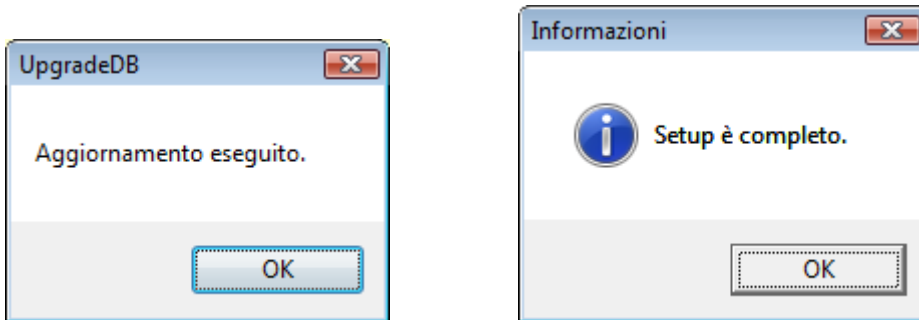 UpgradeDB
Aggiornamento eseguito.
OK
Informazioni
Setup è completo.
OK